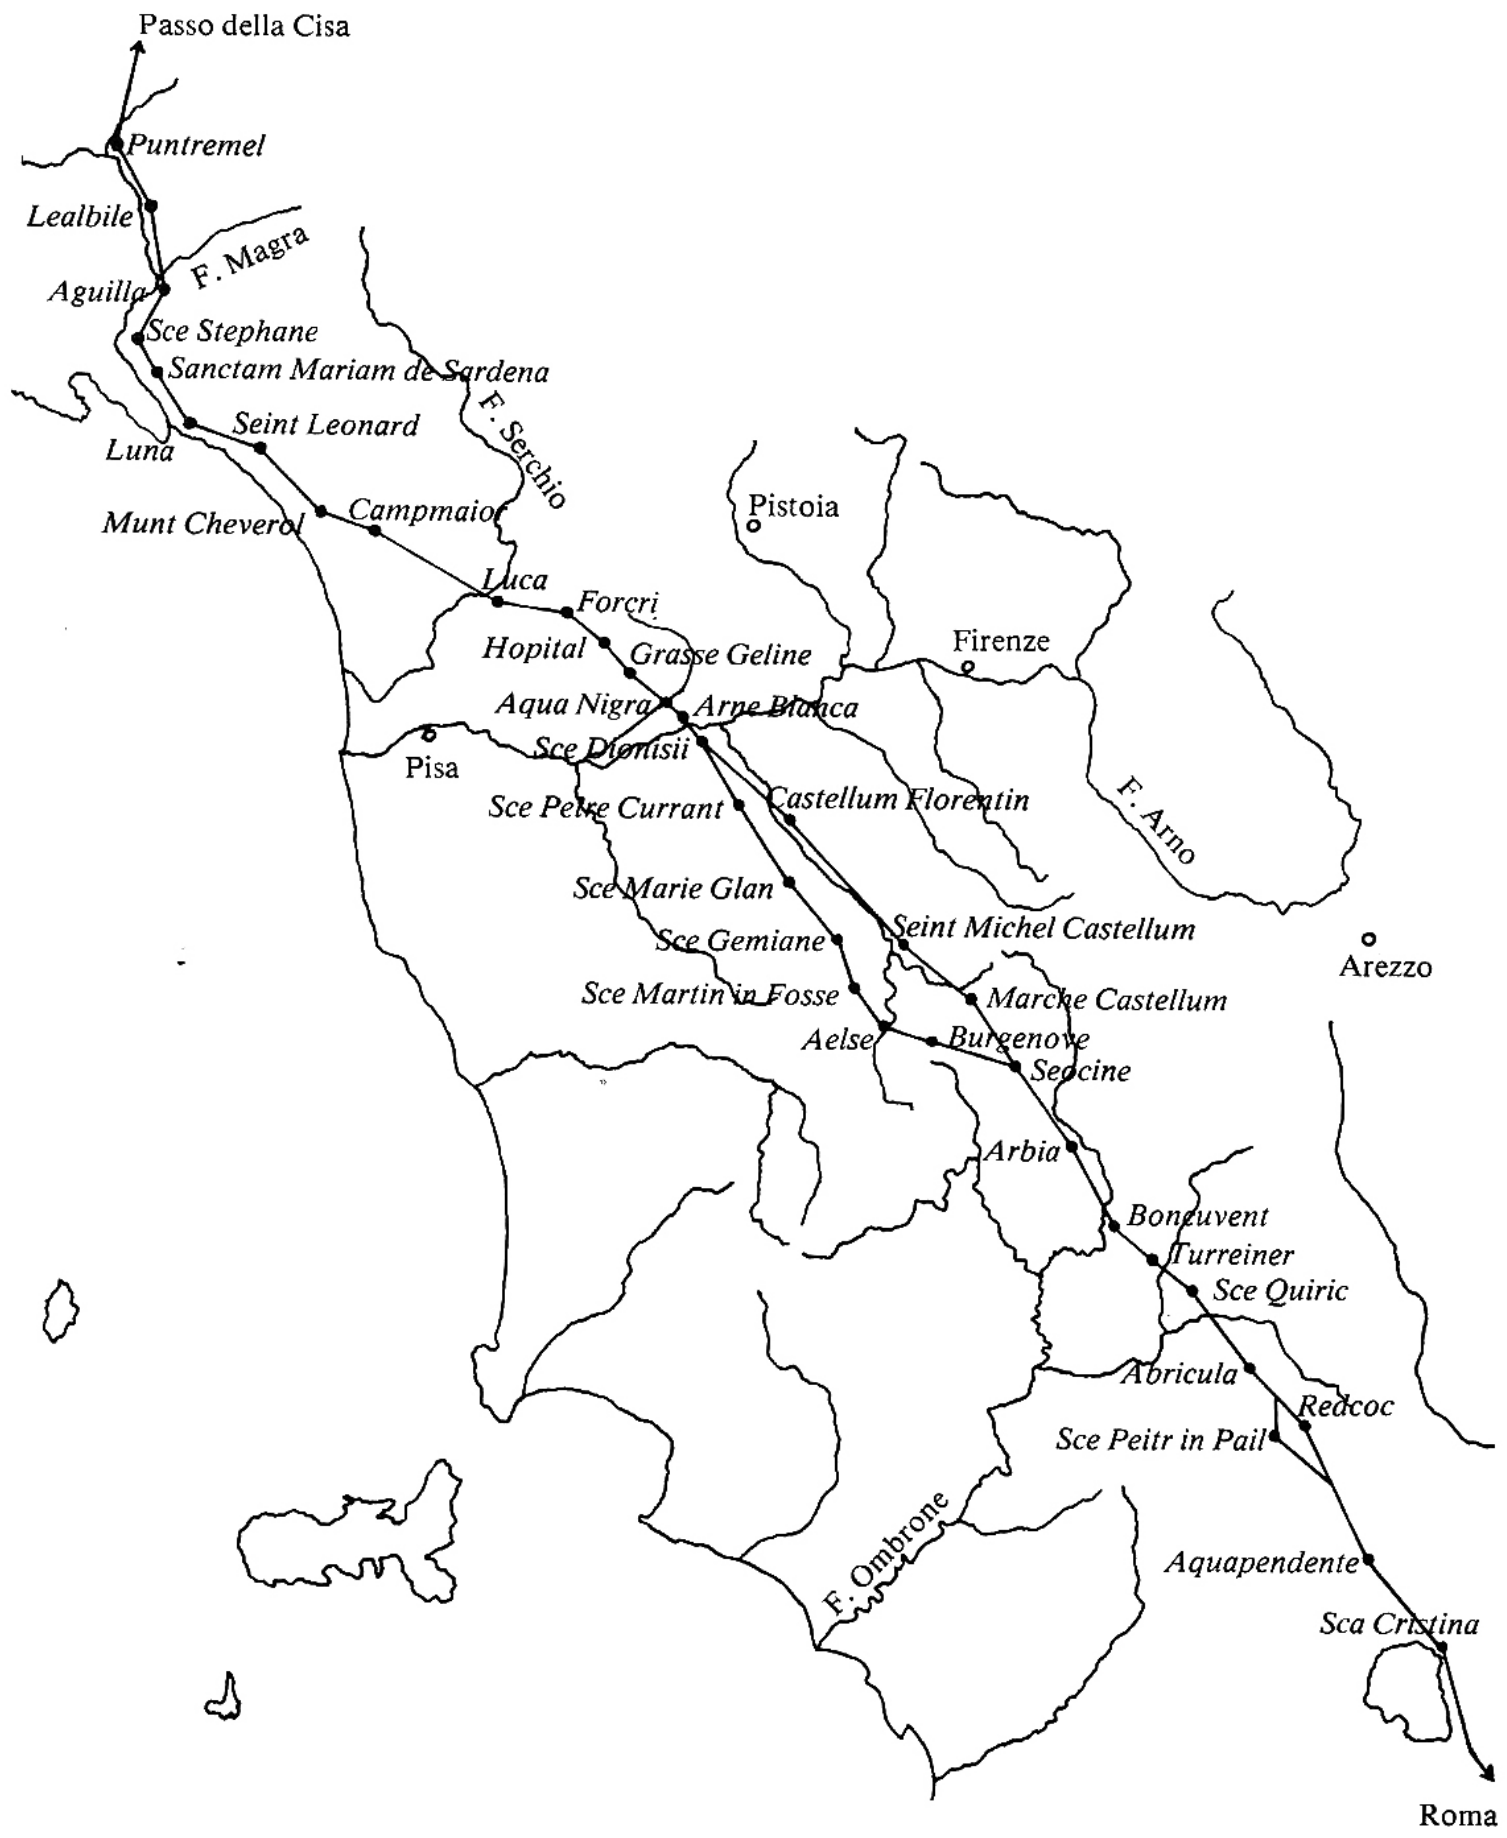 Passo della Cisa
Puntremel
Lealbile
F. Magra
Aguilla
Sce Stephane
Sanctam Mariam de Sardena
F. Serchio
Seint Leonard
Luna
Pistoia
Munt Cheverol
Campmaior
Luca
Forcri
Firenze
Hopital
Grasse Geline
Aqua Nigra
Arne Blanca
Sce Dionisii
Pisa
Sce Petre Currant
Castellum Florentin
F. Arno
Sce Marie Glan
Seint Michel Castellum
Sce Gemiane
Arezzo
Sce Martin in Fosse
Marche Castellum
Aelse
Burgenove
Seocine
Arbia
Boncuvent
Turreiner
Sce Quiric
Abricula
Redcoc
Sce Peitr in Pail
F. Ombrone
Aquapendente
Sca Cristina
Roma